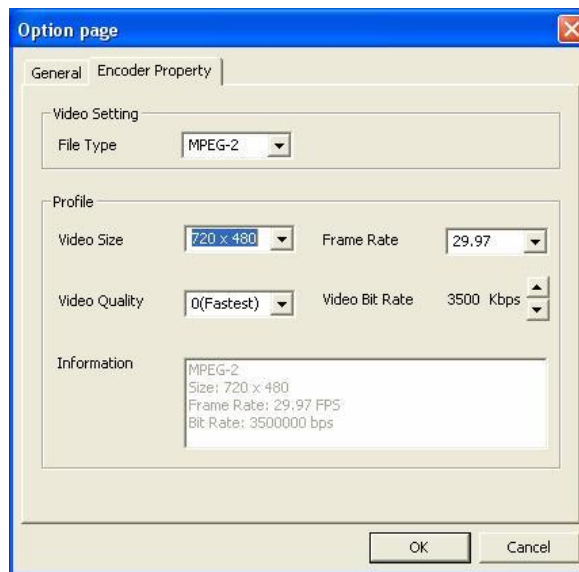 Option page
General Encoder Property
Video Setting
File Type MPEG-2
Profile
Video Size 720 x 480 Frame Rate 29.97
Video Quality 0(Fastest) Video Bit Rate 3500 Kbps
Information
MPEG-2
Size: 720 x 480
Frame Rate: 29.97 FPS
Bit Rate: 3500000 bps
OK Cancel